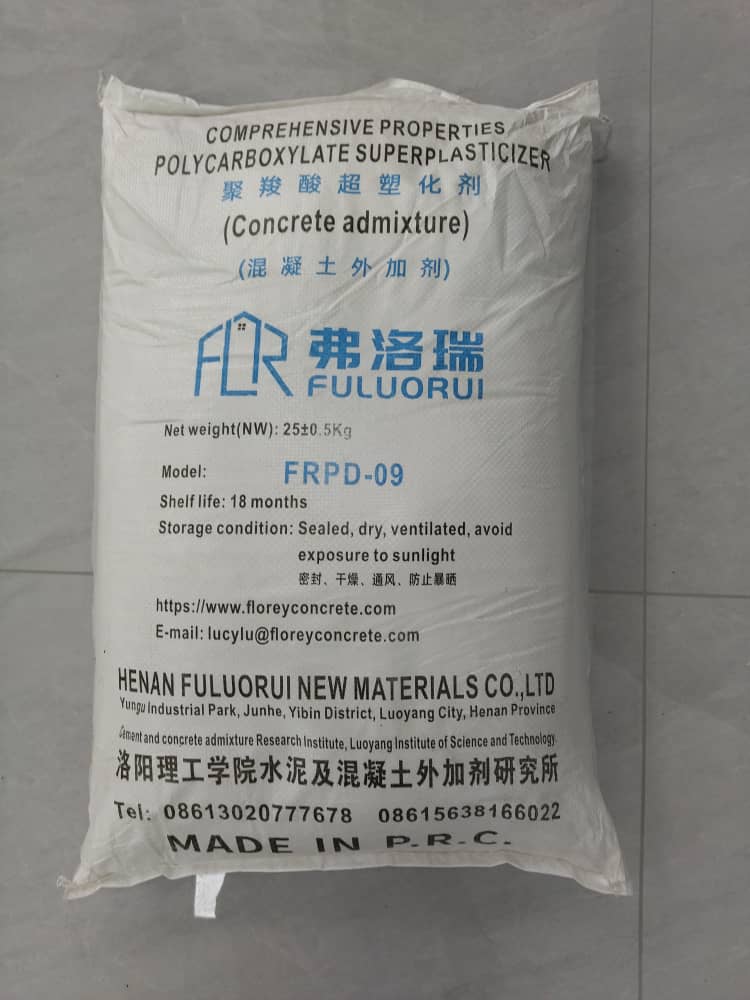 COMPREHENSIVE PROPERTIES
POLYCARBOXYLATE SUPERPLASTICIZER
聚羧酸超塑化剂
(Concrete admixture)
(混凝土外加剂)
FLR 弗洛瑞
FULUORUI
Net weight(NW): 25±0.5Kg
Model: FRPD-09
Shelf life: 18 months
Storage condition: Sealed, dry, ventilated, avoid
exposure to sunlight
密封、干燥、通风、防止暴晒
https://www.floreyconcrete.com
E-mail: lucylu@floreyconcrete.com
HENAN FULUORUI NEW MATERIALS CO.,LTD
Yungu Industrial Park, Junhe, Yibin District, Luoyang City, Henan Province
Cement and concrete admixture Research Institute, Luoyang Institute of Science and Technology.
洛阳理工学院水泥及混凝土外加剂研究所
Tel: 08613020777678 08615638166022
MADE IN P.R.C.